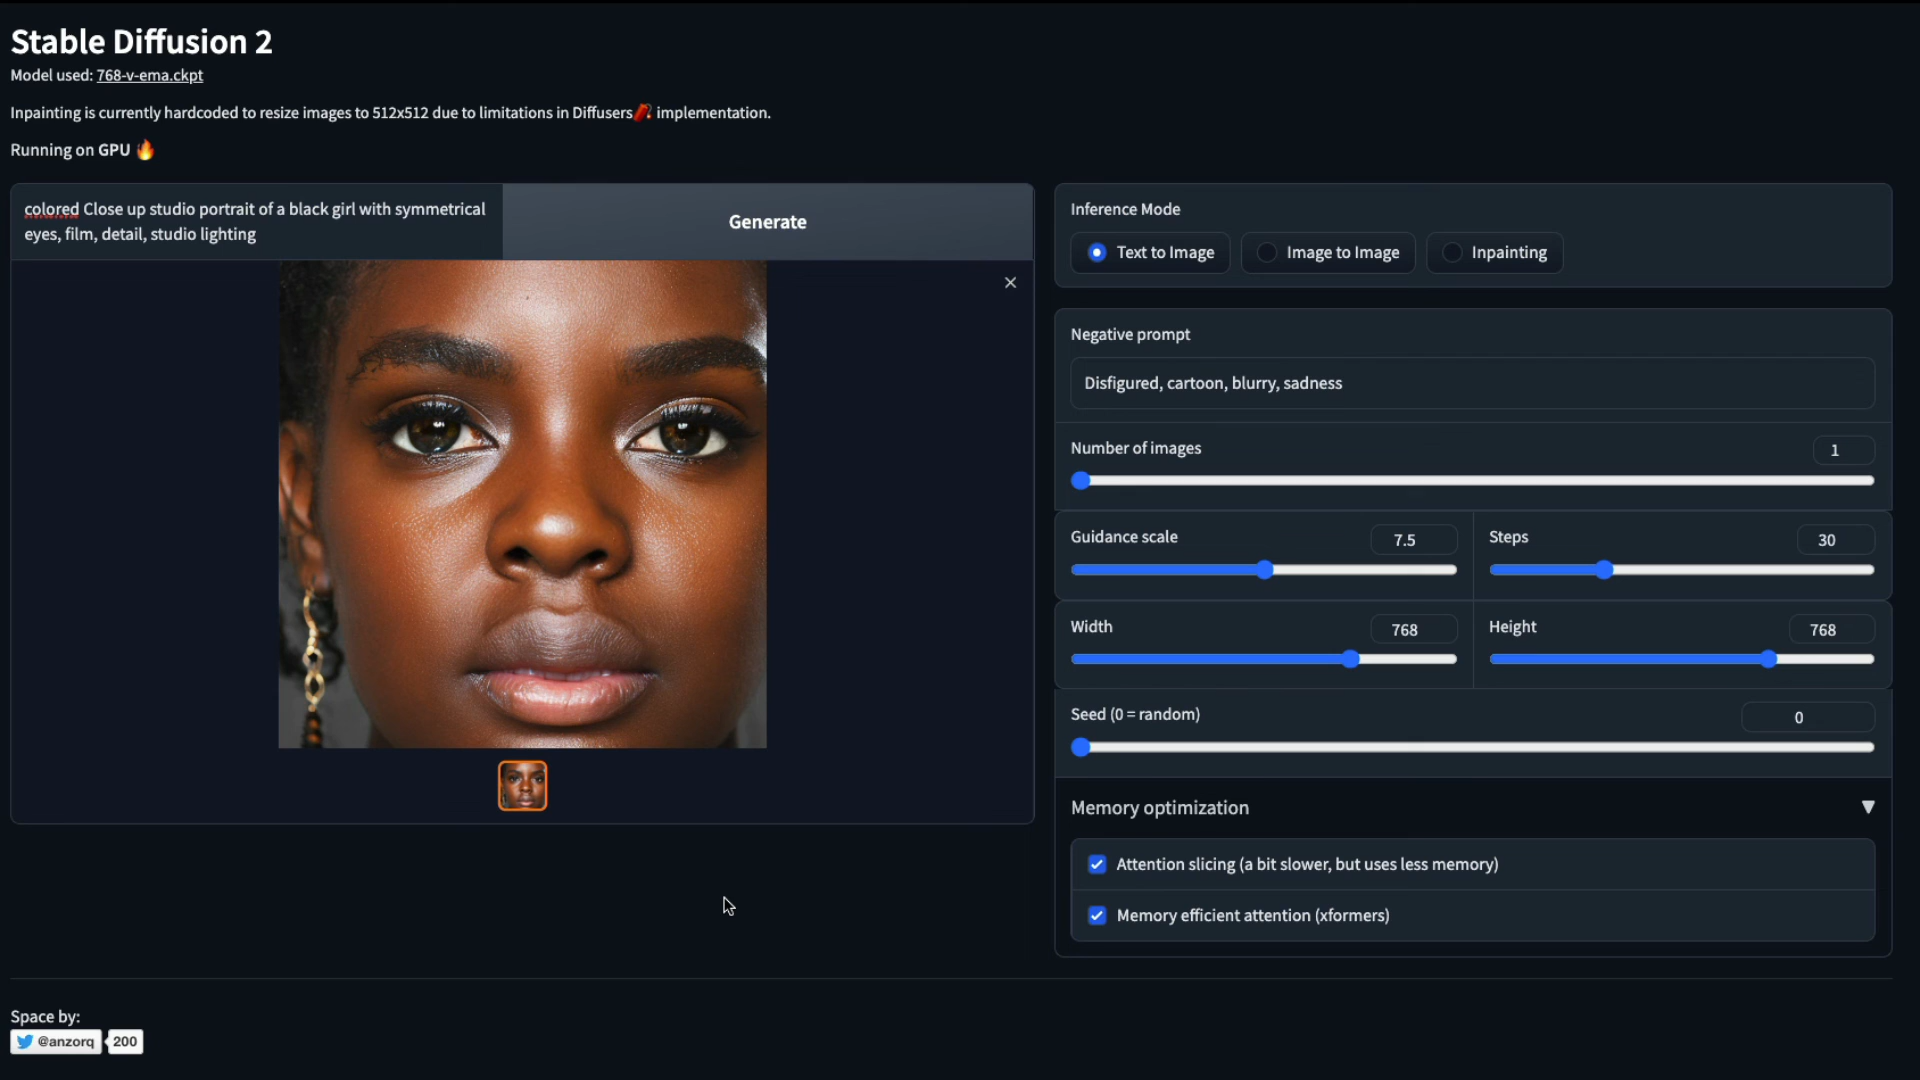 Stable Diffusion 2
Model used: 768-v-ema.ckpt
Inpainting is currently hardcoded to resize images to 512x512 due to limitations in Diffusers🧨 implementation.
Running on GPU 🔥
colored Close up studio portrait of a black girl with symmetrical
eyes, film, detail, studio lighting
Generate
Inference Mode
Text to Image
Image to Image
Inpainting
Negative prompt
Disfigured, cartoon, blurry, sadness
Number of images
1
Guidance scale
7.5
Steps
30
Width
768
Height
768
Seed (0 = random)
0
Memory optimization
Attention slicing (a bit slower, but uses less memory)
Memory efficient attention (xformers)
Space by:
@anzorq
200